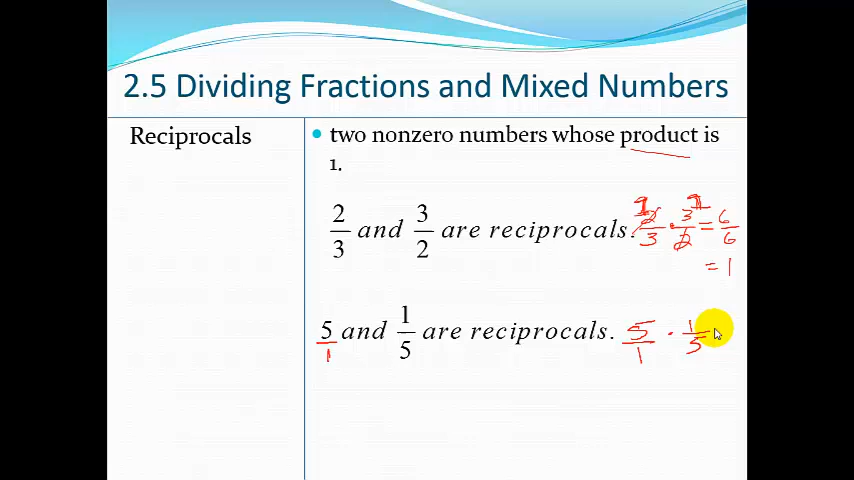 2.5 Dividing Fractions and Mixed Numbers
Reciprocals
• two nonzero numbers whose product is
1.
2/3 and 3/2 are reciprocals. 2/3 · 3/2 = 6/6
= 1
5/1 and 1/5 are reciprocals. 5/1 · 1/5